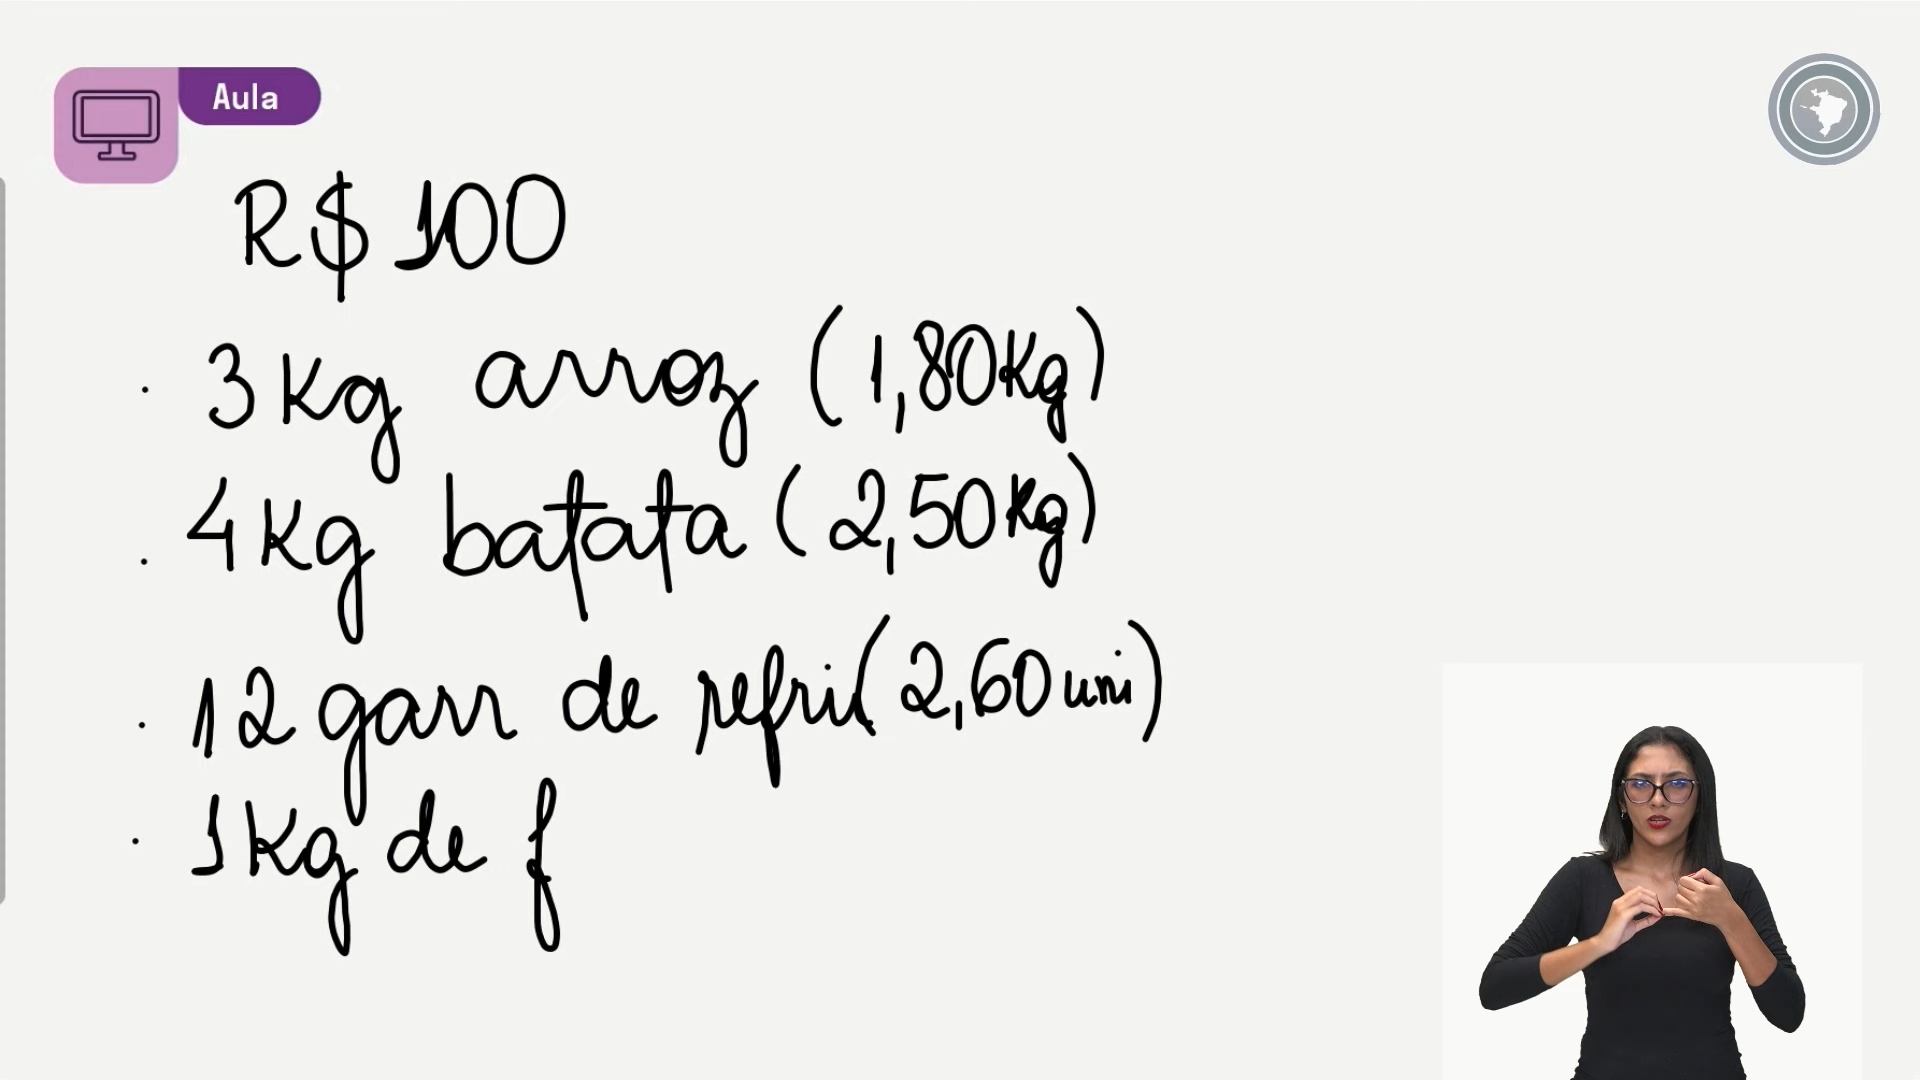 Aula
R$ 100
. 3 Kg arroz (1,80 Kg)
. 4 Kg batata (2,50 Kg)
. 12 garr de refri (2,60 uni)
. 1 Kg de f